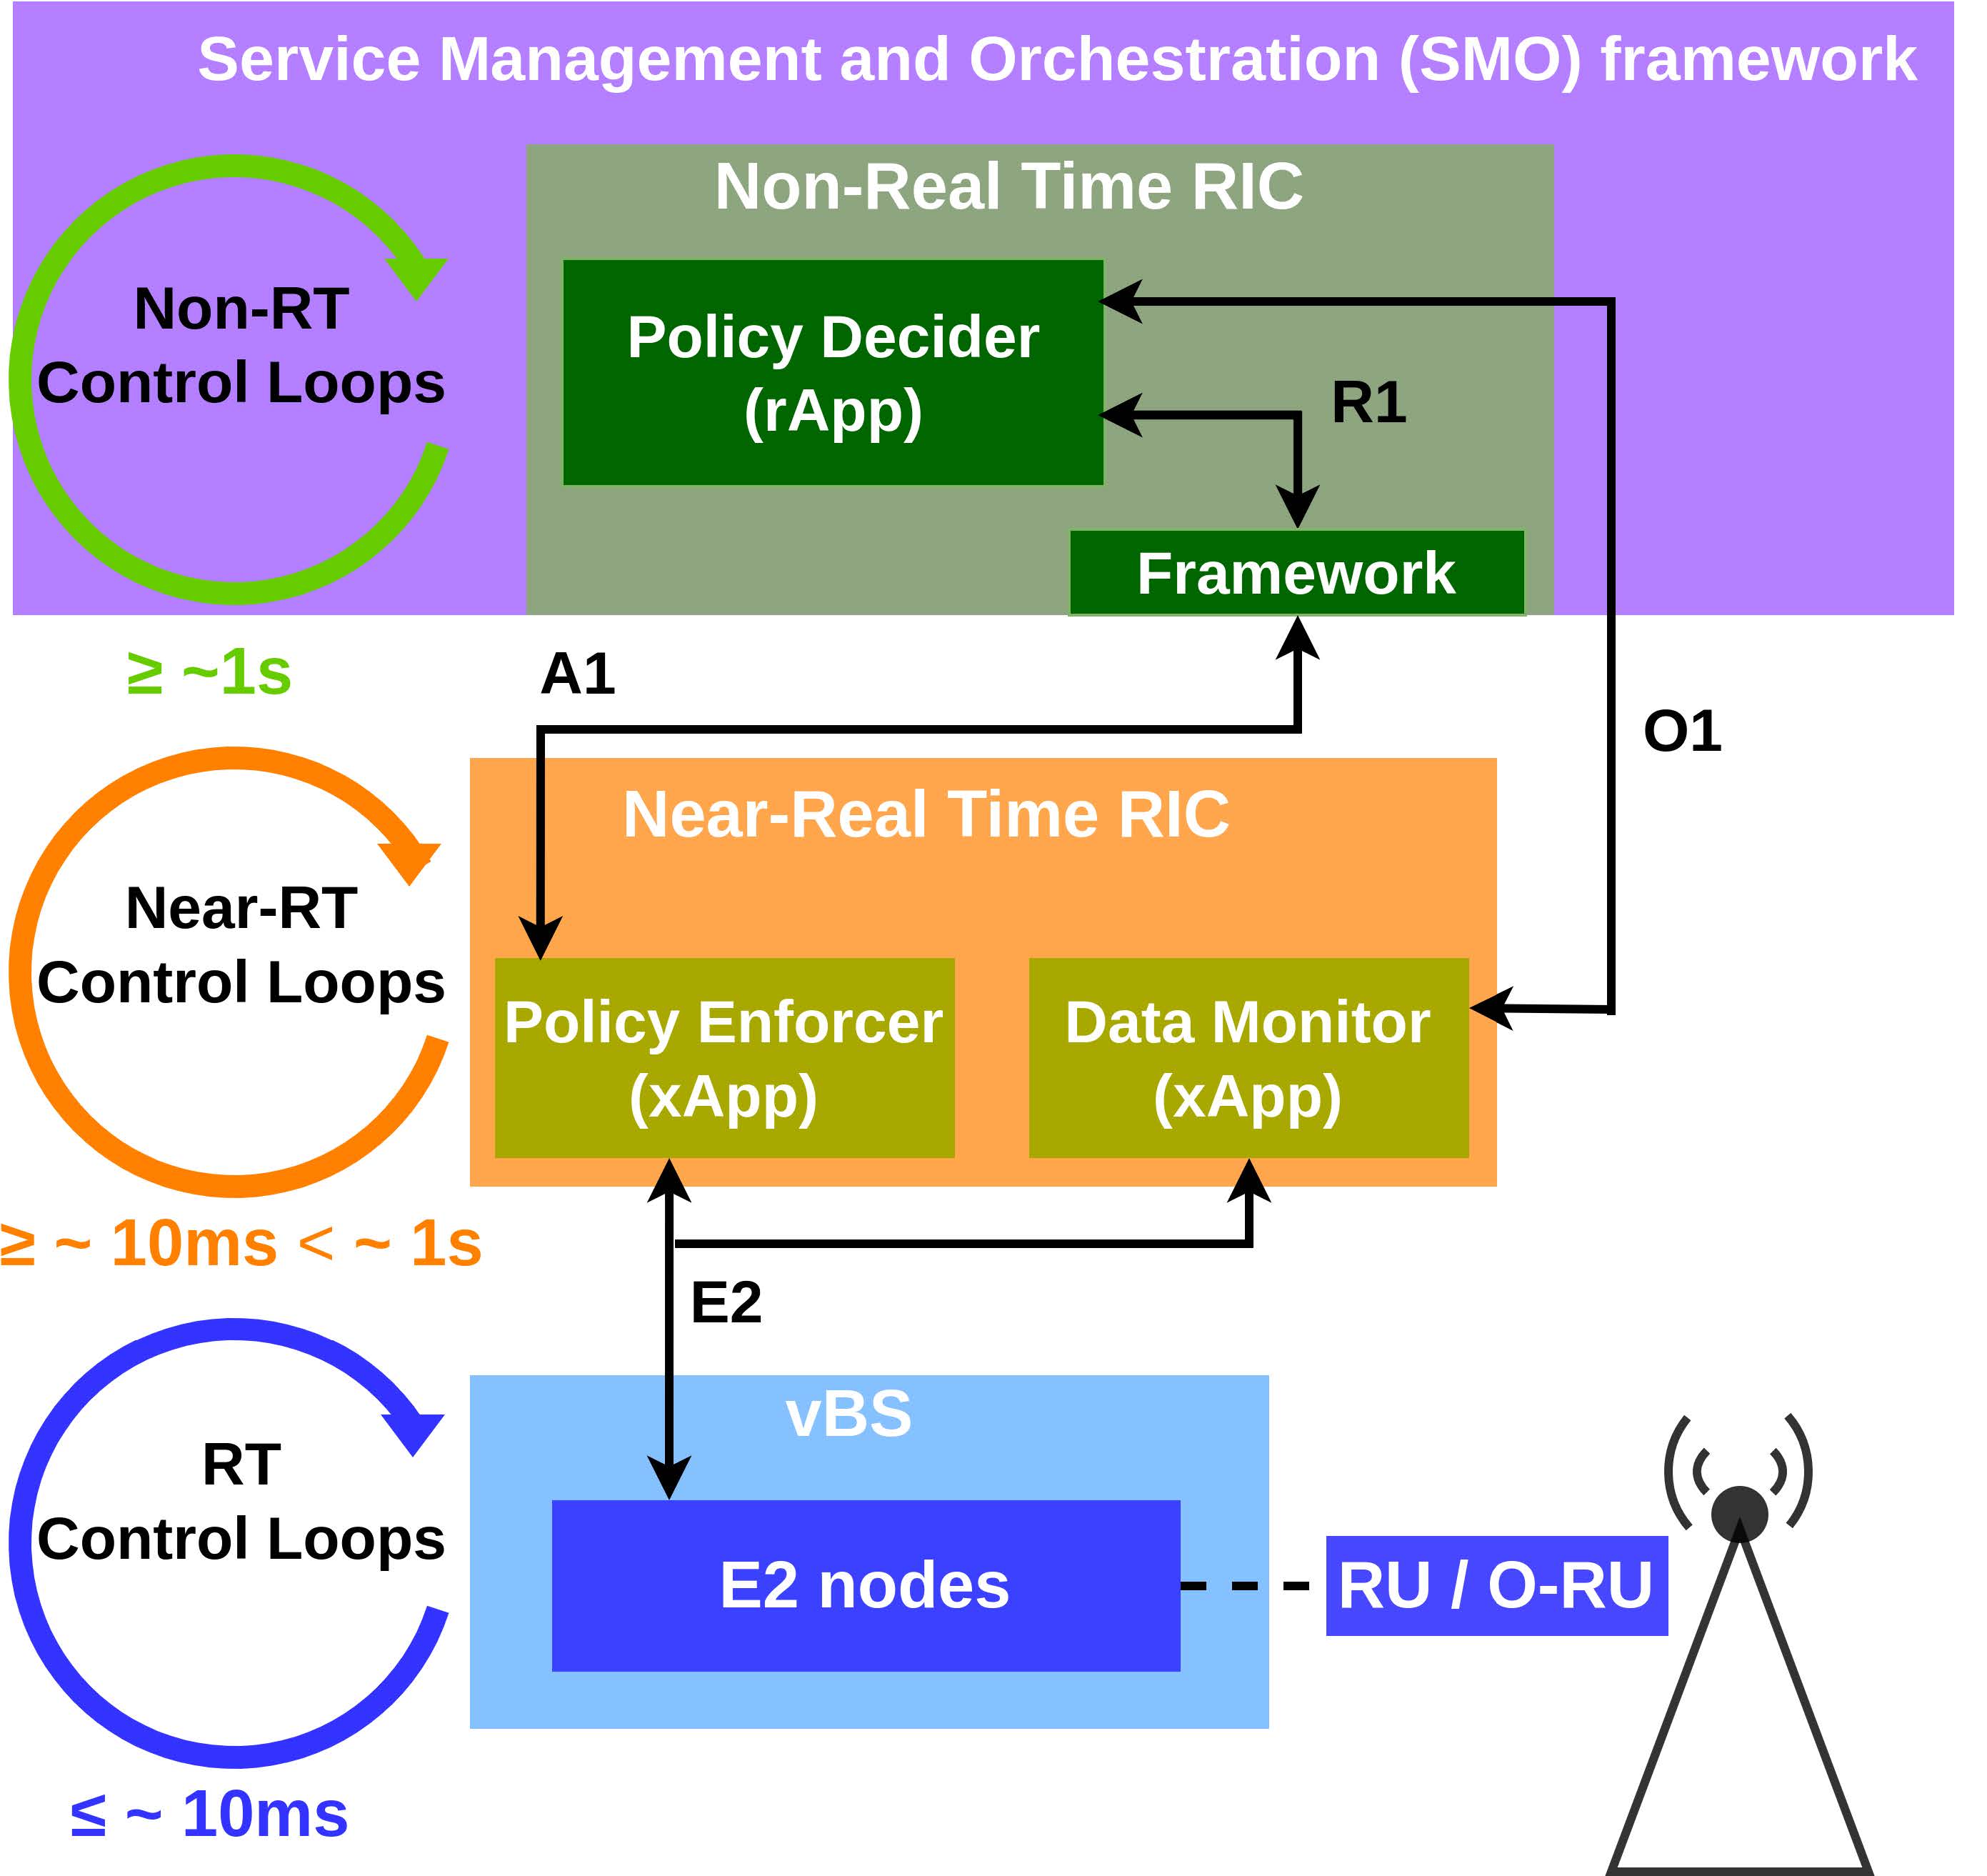 Service Management and Orchestration (SMO) framework
Non-Real Time RIC
Non-RT
Control Loops
Policy Decider
(rApp)
R1
Framework
≥ ~1s
A1
O1
Near-Real Time RIC
Near-RT
Control Loops
Policy Enforcer
(xApp)
Data Monitor
(xApp)
≥ ~ 10ms < ~ 1s
E2
vBS
RT
Control Loops
E2 nodes
RU / O-RU
≤ ~ 10ms